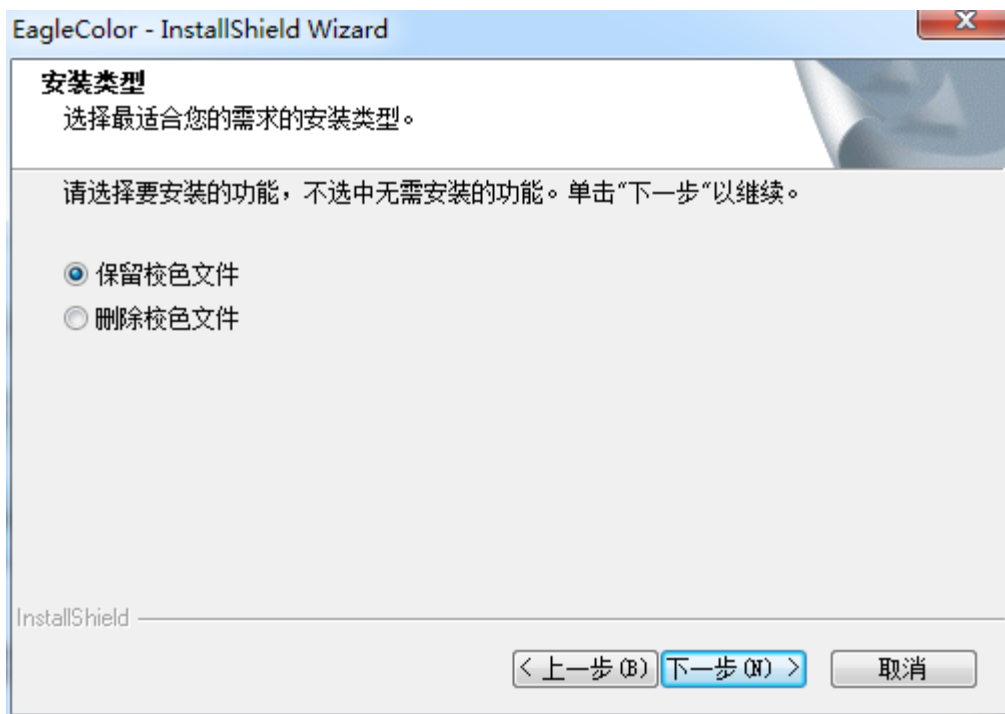 EagleColor - InstallShield Wizard
安装类型
选择最适合您的需求的安装类型。
请选择要安装的功能，不选中无需安装的功能。单击“下一步“以继续。
保留校色文件
删除校色文件
InstallShield
< 上一步(B) 下一步(N) > 取消